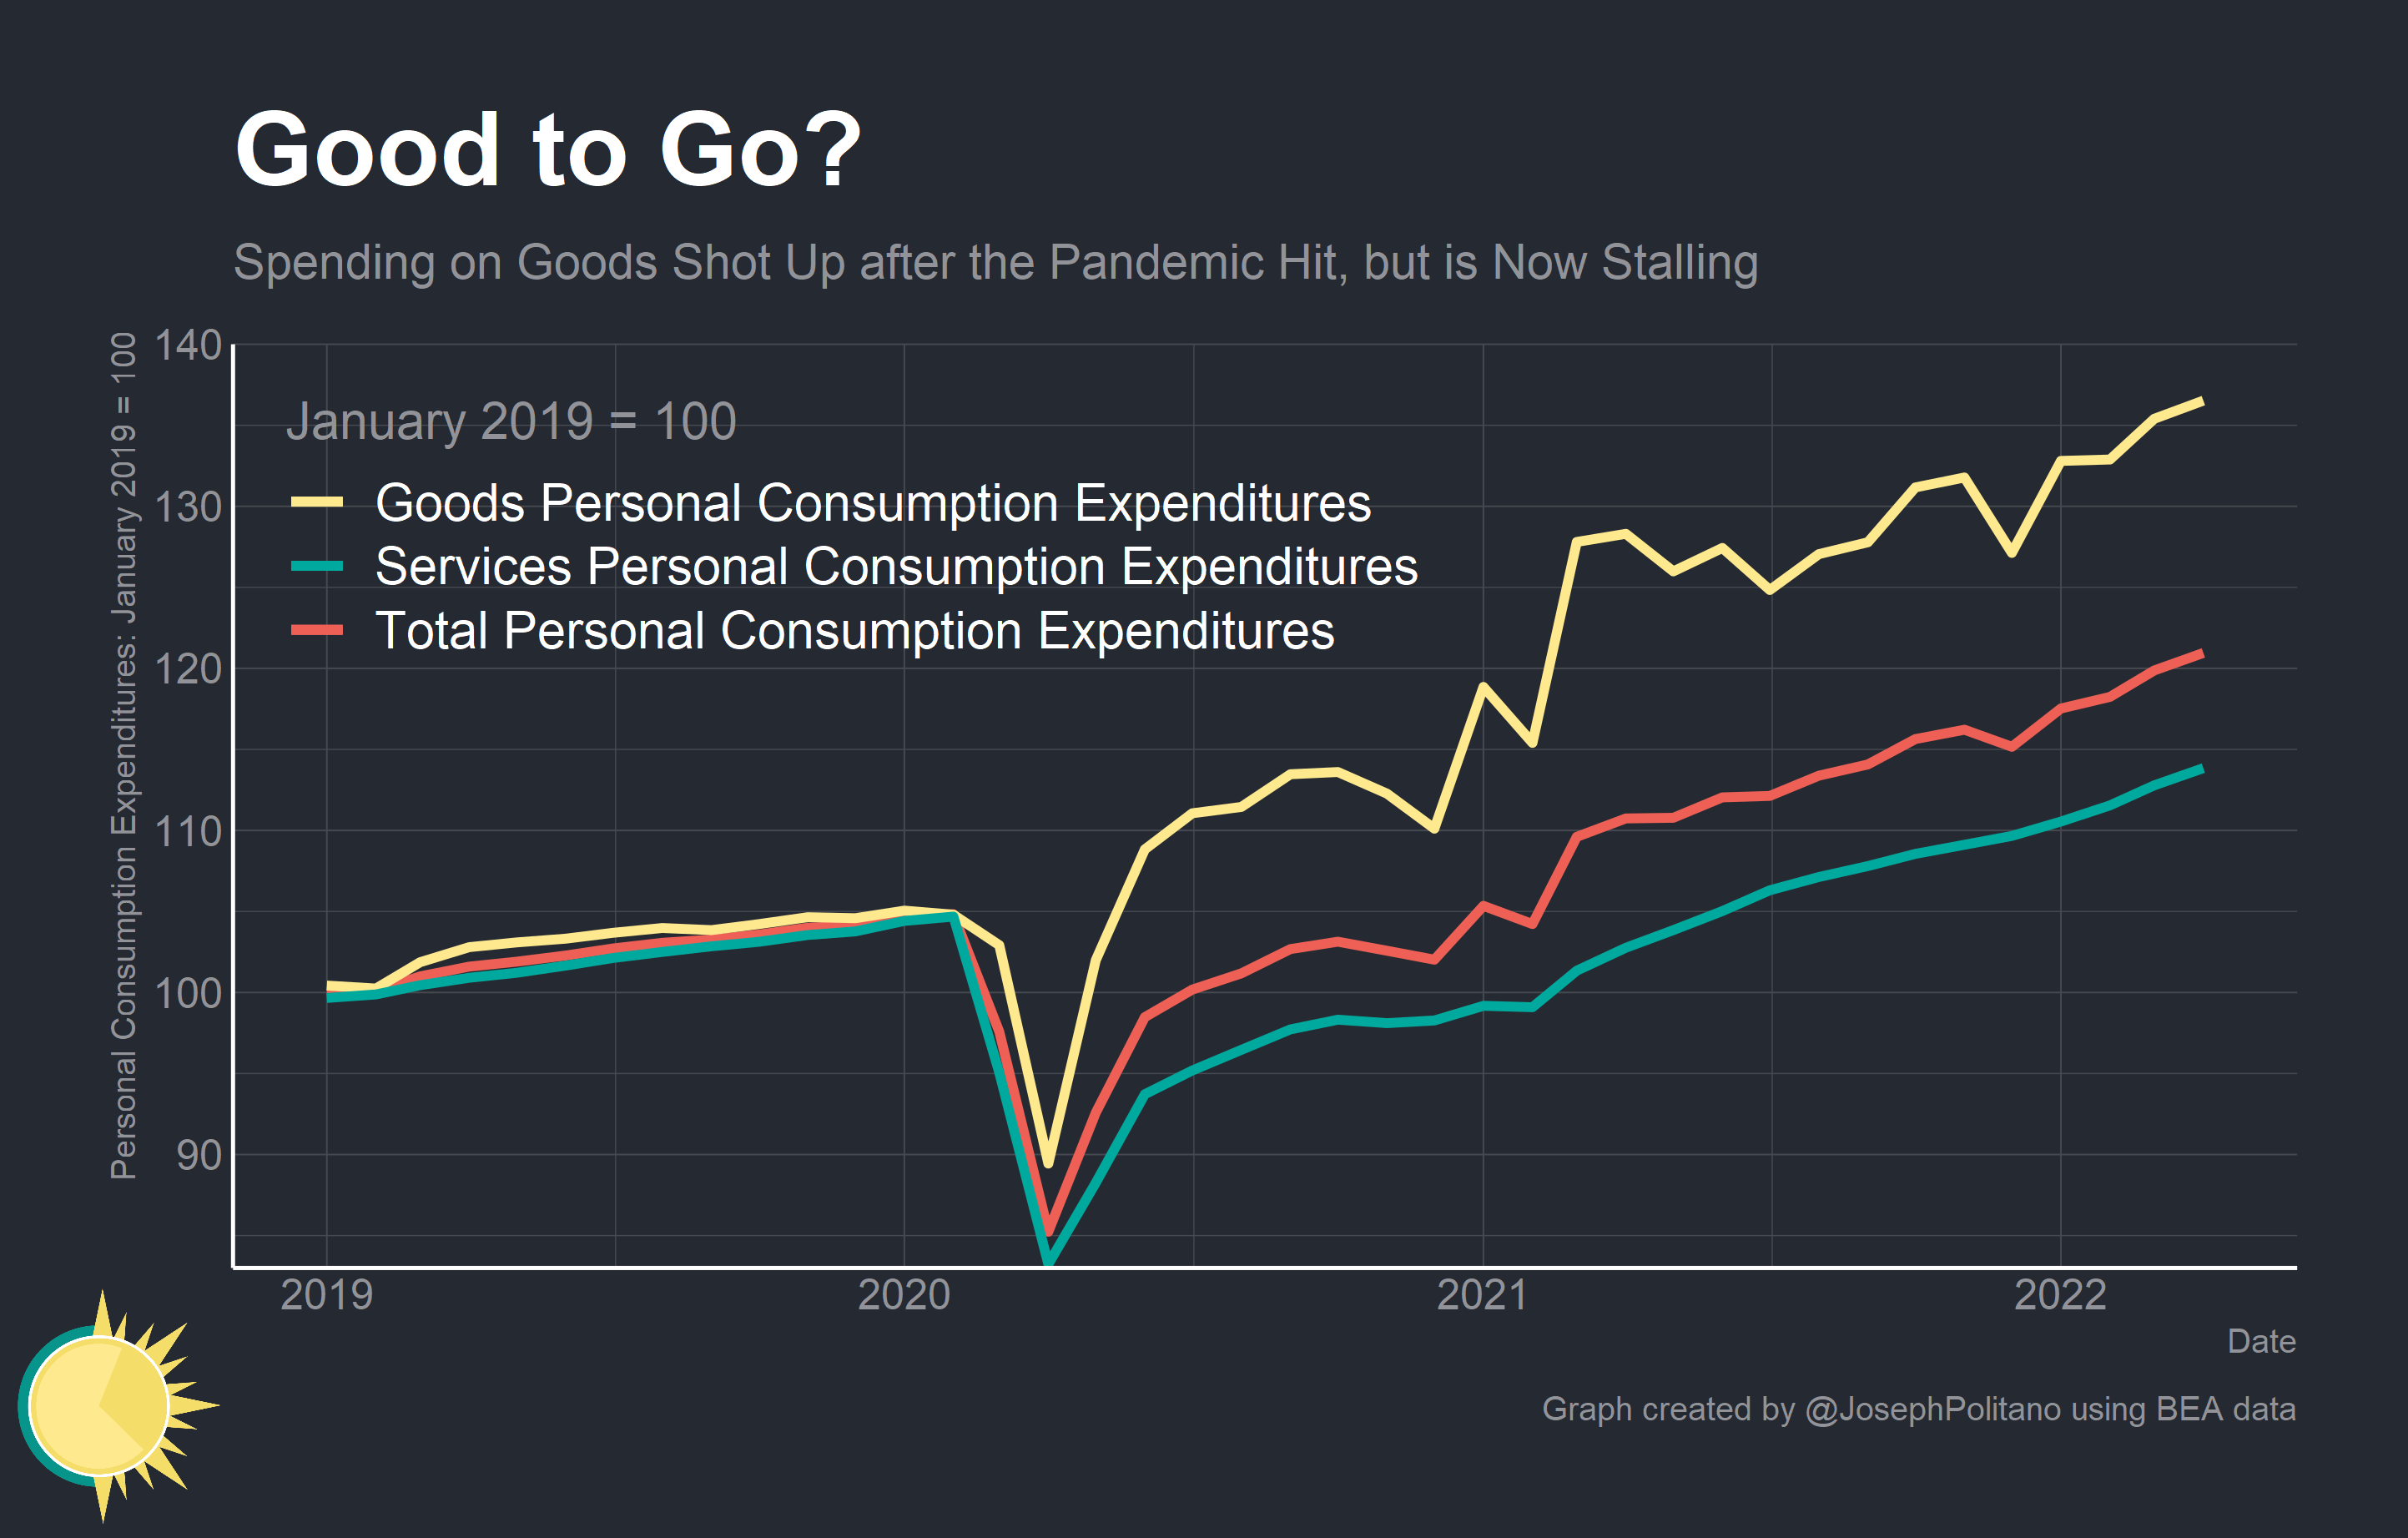 Good to Go?
Spending on Goods Shot Up after the Pandemic Hit, but is Now Stalling
Personal Consumption Expenditures: January 2019 = 100
140
130
120
110
100
90
January 2019 = 100
Goods Personal Consumption Expenditures
Services Personal Consumption Expenditures
Total Personal Consumption Expenditures
2019 2020 2021 2022
Date
Graph created by @JosephPolitano using BEA data